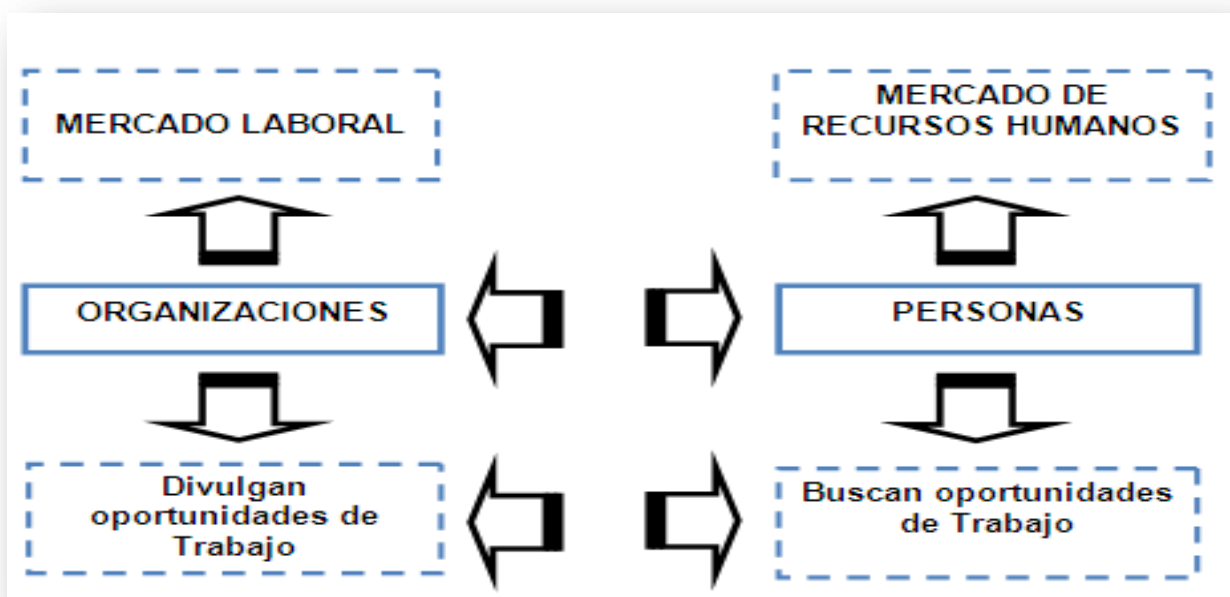 MERCADO LABORAL
MERCADO DE
RECURSOS HUMANOS
ORGANIZACIONES
PERSONAS
Divulgan
oportunidades de
Trabajo
Buscan oportunidades
de Trabajo